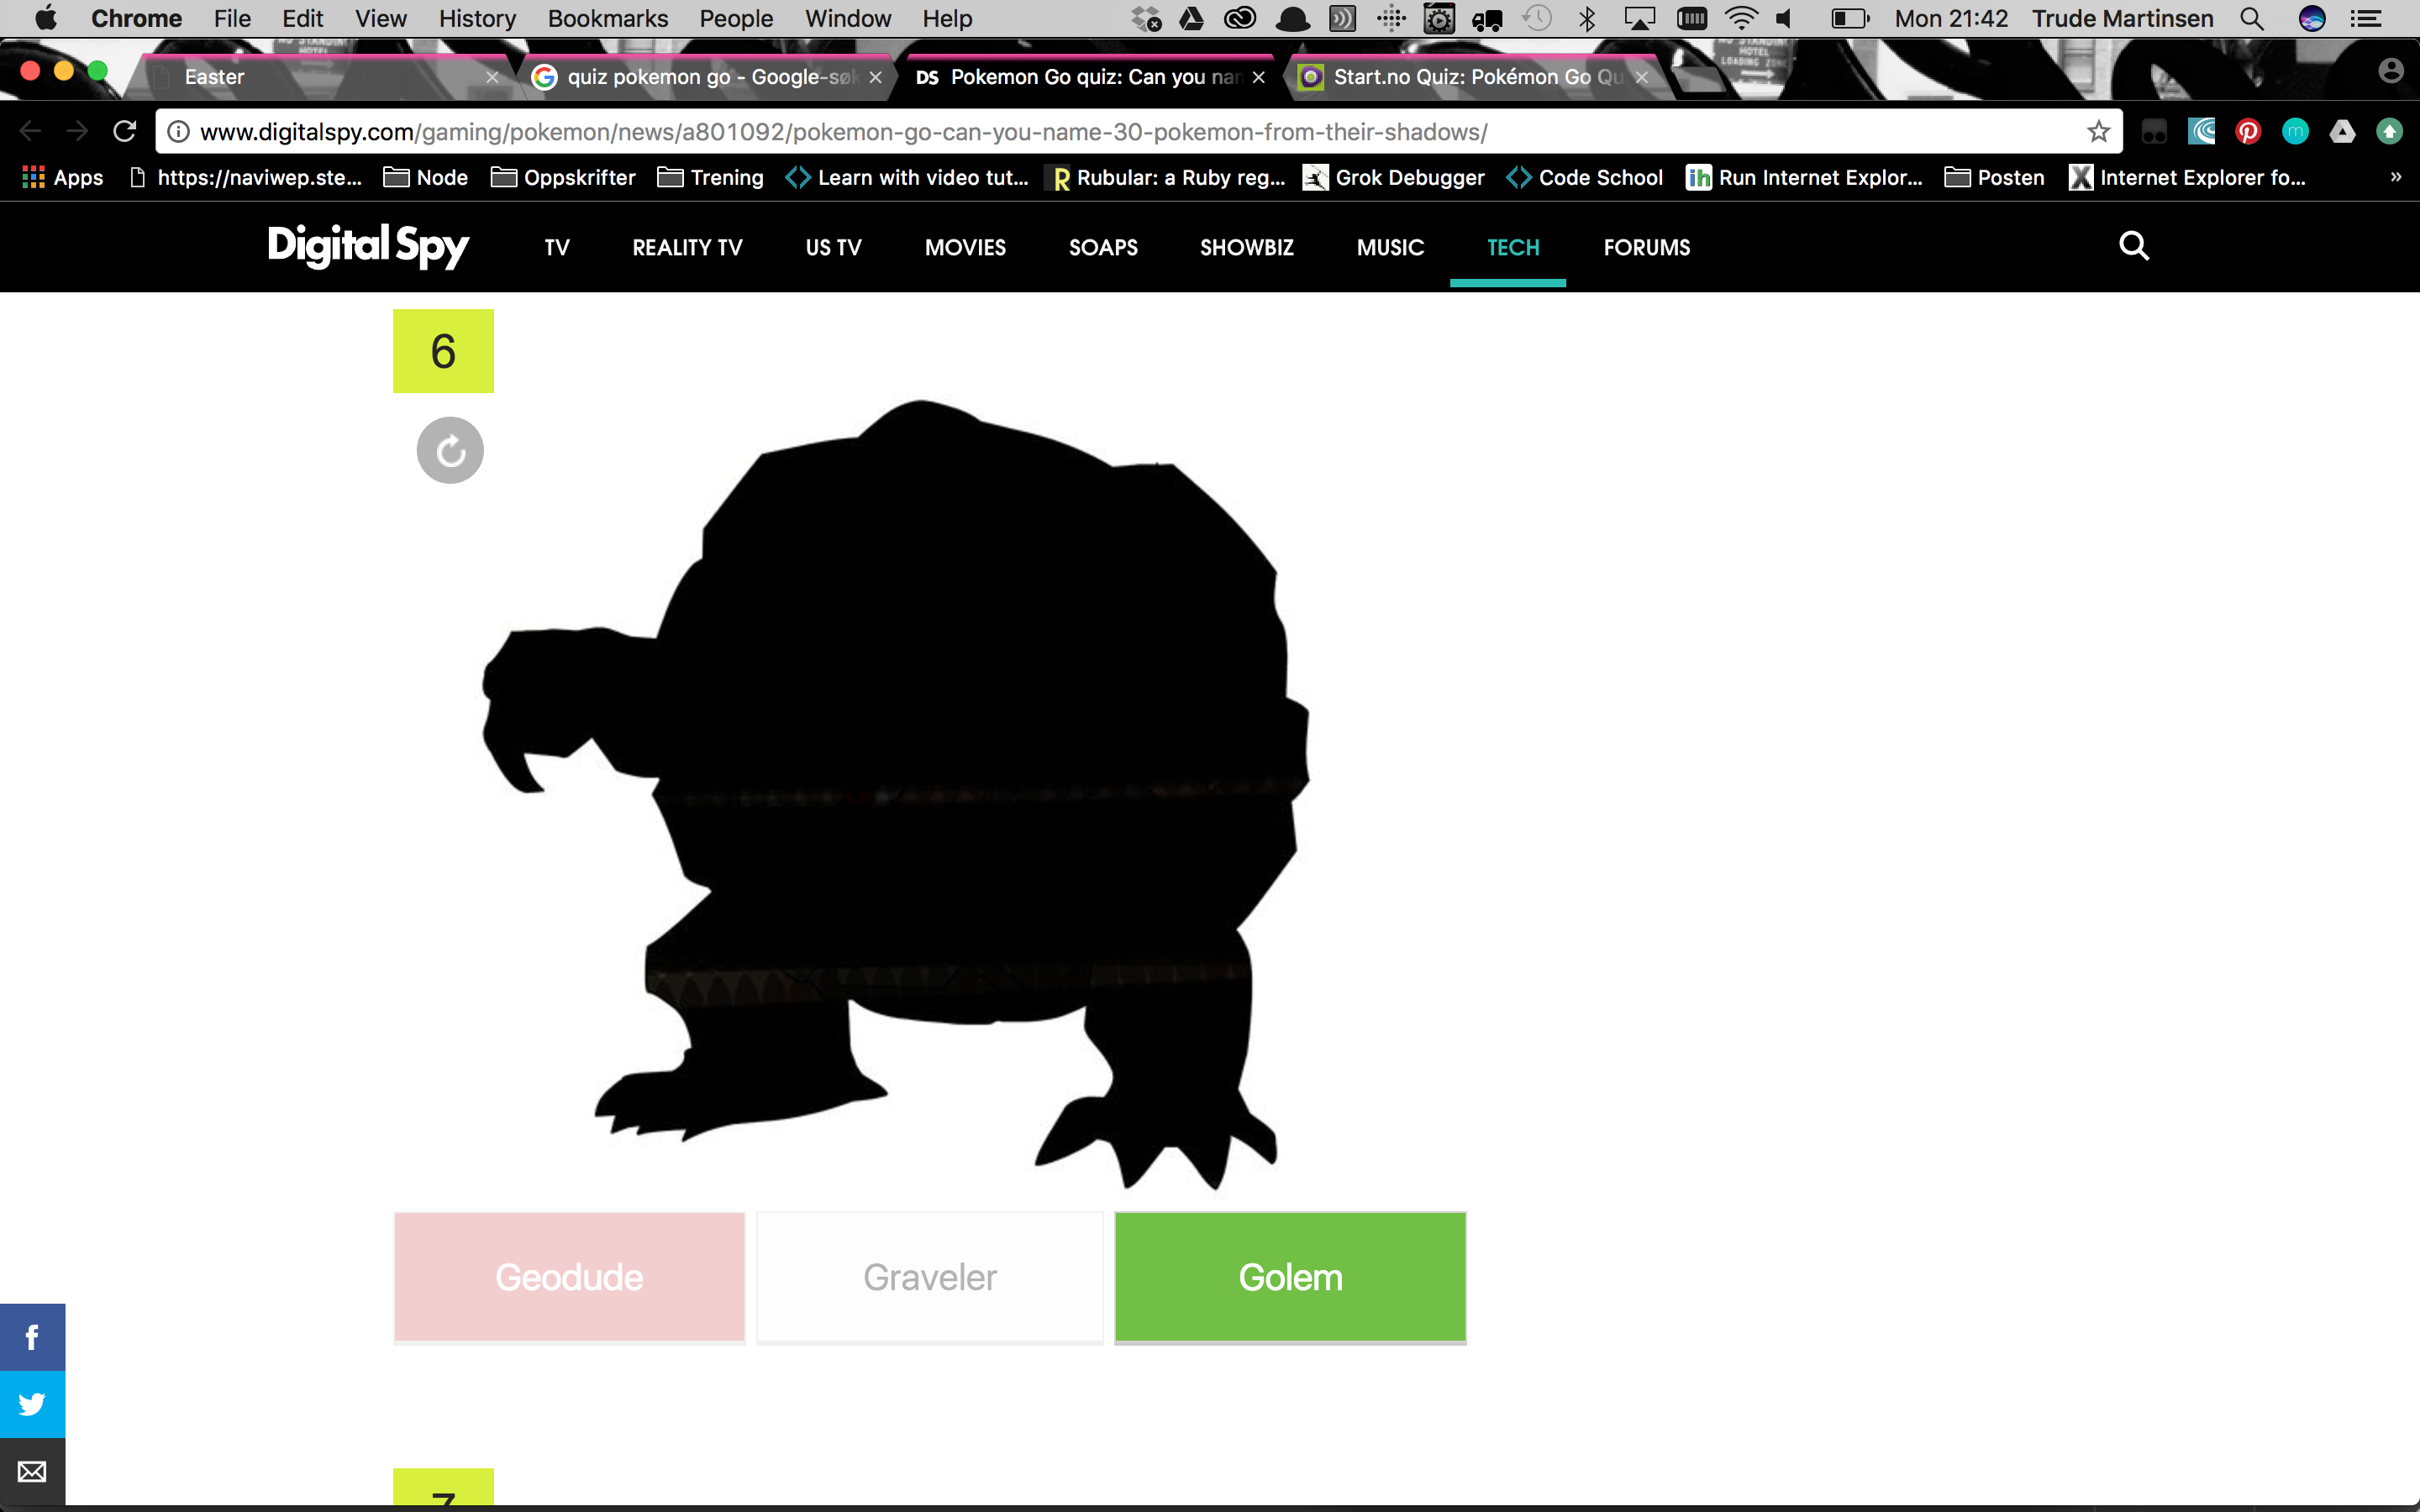 Chrome File Edit View History Bookmarks People Window Help Mon 21:42 Trude Martinsen
Easter
quiz pokemon go - Google-søk
DS Pokemon Go quiz: Can you nam
Start.no Quiz: Pokémon Go Qu
www.digitalspy.com/gaming/pokemon/news/a801092/pokemon-go-can-you-name-30-pokemon-from-their-shadows/
Apps https://naviwep.ste... Node Oppskrifter Trening Learn with video tut... R Rubular: a Ruby reg... Grok Debugger Code School ih Run Internet Explor... Posten X Internet Explorer fo... »
Digital Spy TV REALITY TV US TV MOVIES SOAPS SHOWBIZ MUSIC TECH FORUMS
6
Geodude Graveler Golem
7